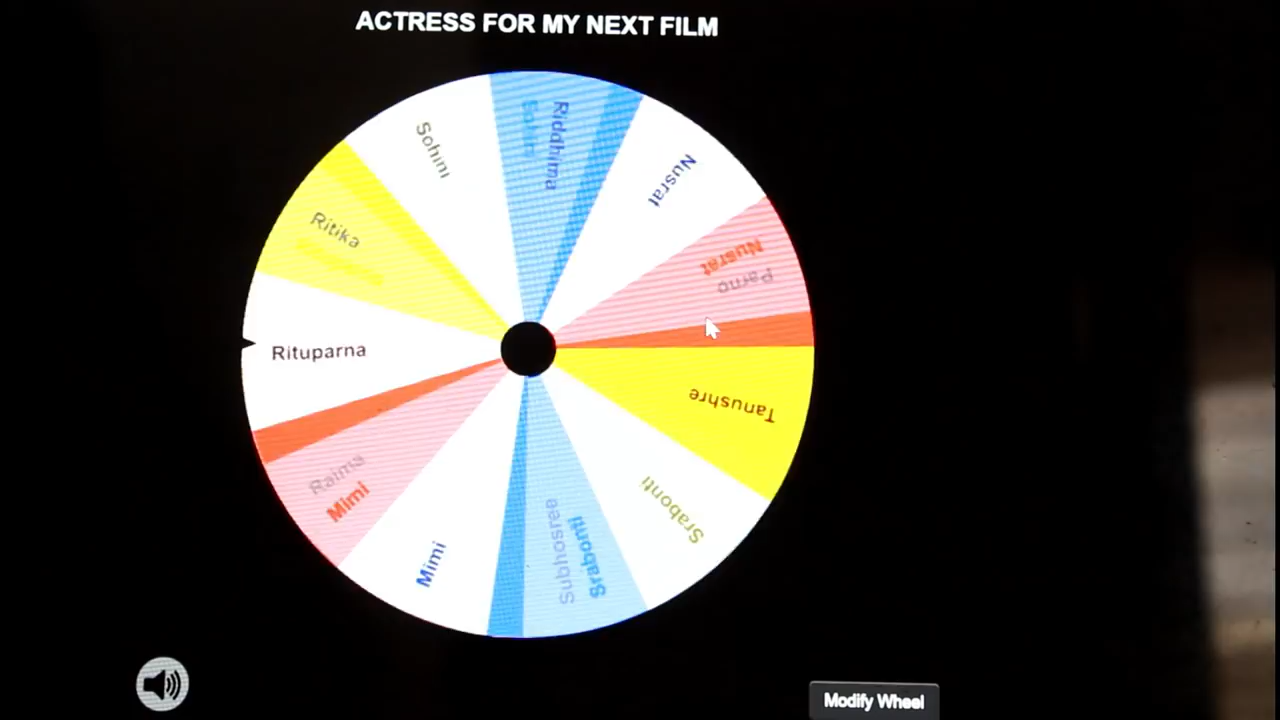 ACTRESS FOR MY NEXT FILM
Sohini
Riddhima
Nusrat
Nusrat
Parno
Tanushre
Srabonti
Srabonti
Subhosree
Mimi
Mimi
Raima
Rituparna
Ritika
Modify Wheel